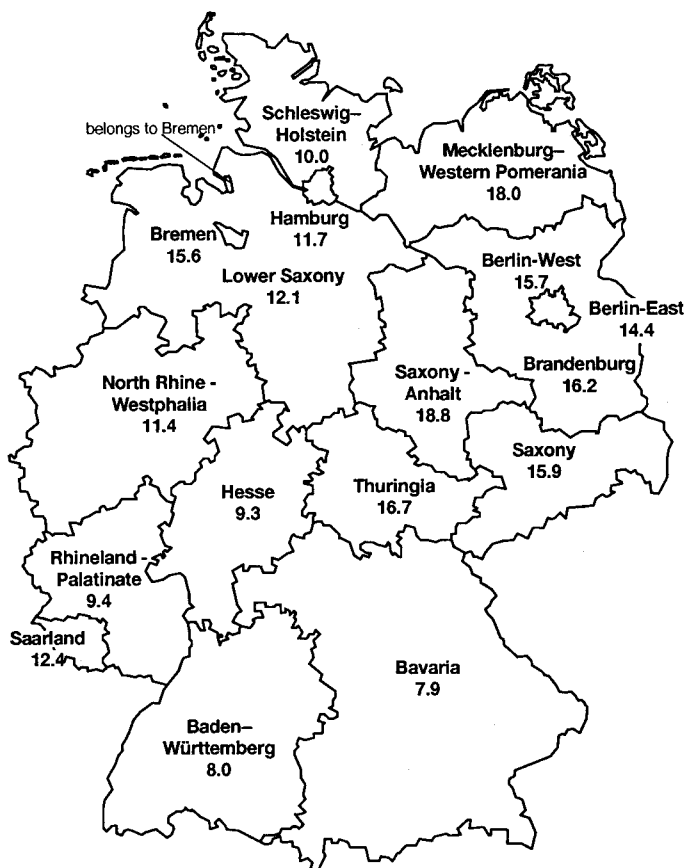 Schleswig–
Holstein
10.0
belongs to Bremen
Mecklenburg–
Western Pomerania
18.0
Hamburg
11.7
Bremen
15.6
Lower Saxony
12.1
Berlin-West
15.7
Berlin-East
14.4
Brandenburg
16.2
North Rhine -
Westphalia
11.4
Saxony -
Anhalt
18.8
Saxony
15.9
Hesse
9.3
Thuringia
16.7
Rhineland -
Palatinate
9.4
Saarland
12.4
Bavaria
7.9
Baden–
Württemberg
8.0